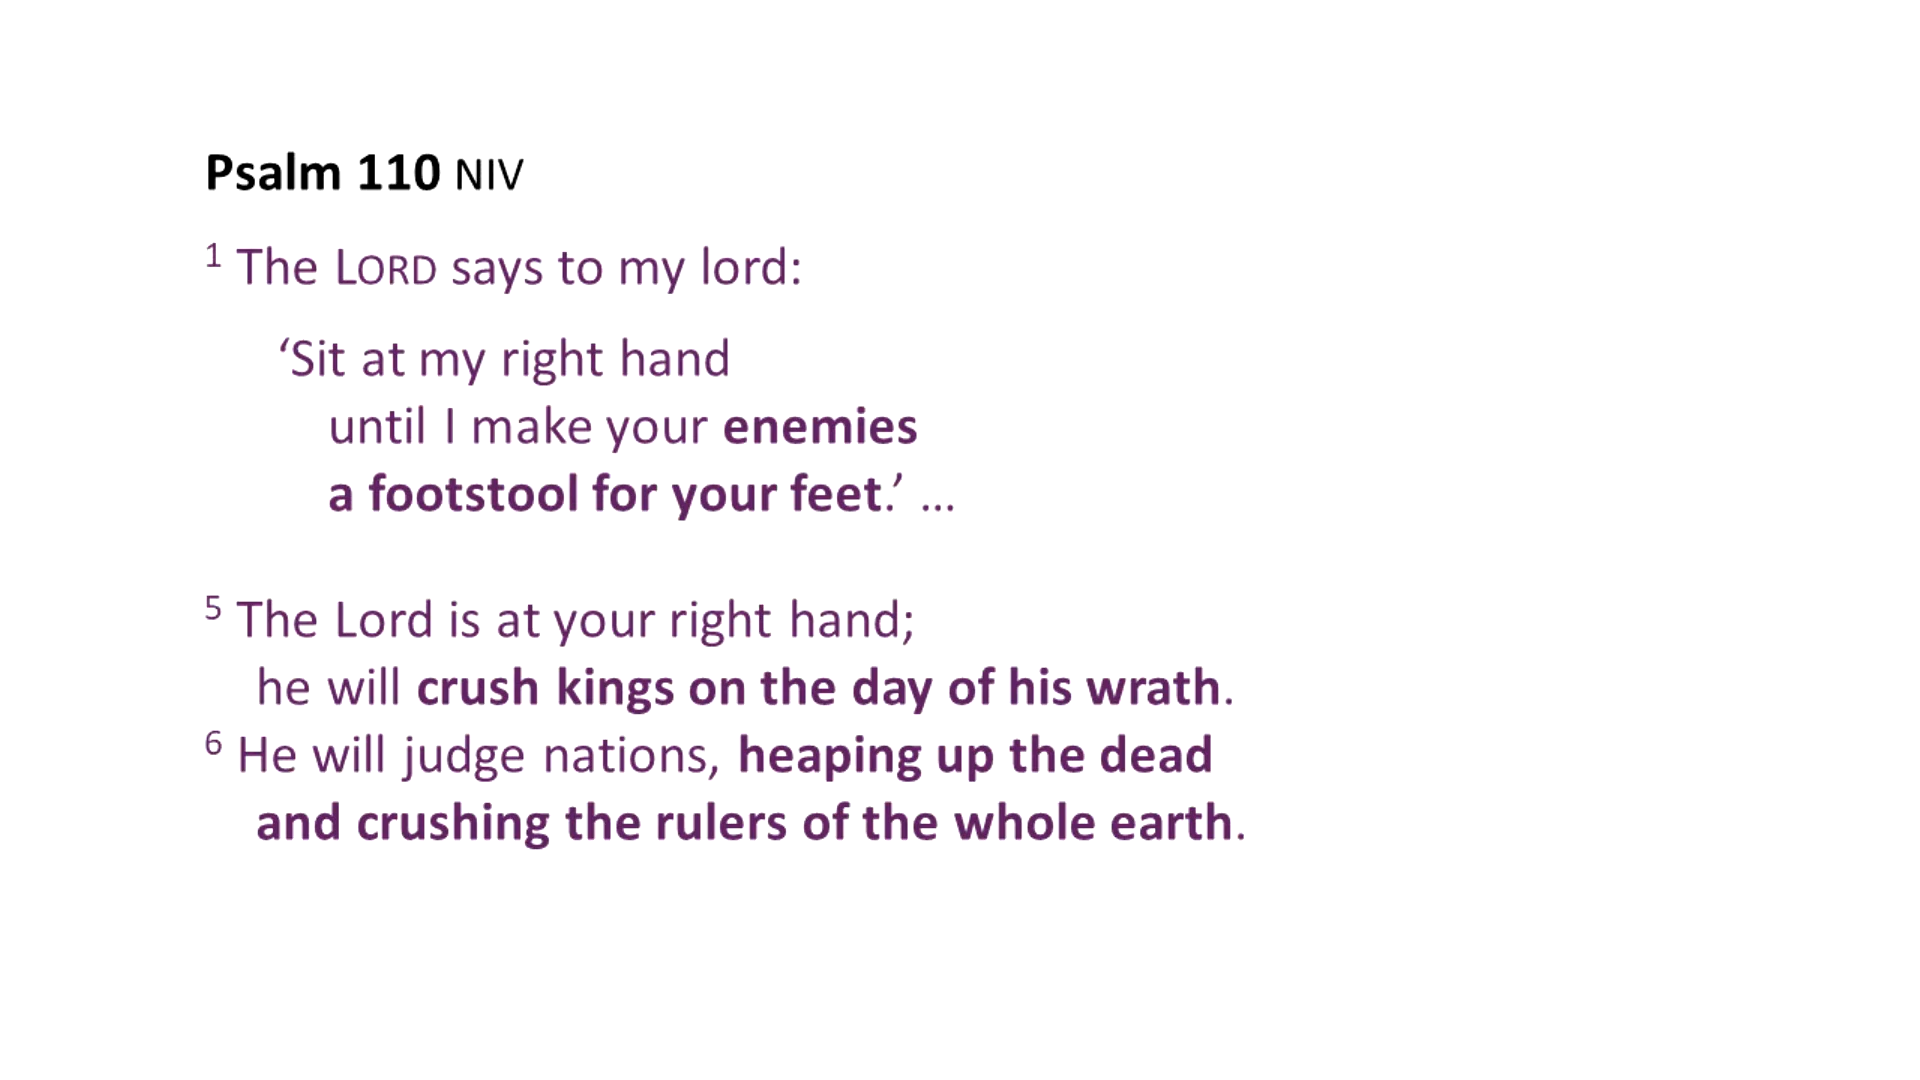 Psalm 110 NIV
1 The LORD says to my lord:
‘Sit at my right hand
until I make your enemies
a footstool for your feet.’ ...
5 The Lord is at your right hand;
he will crush kings on the day of his wrath.
6 He will judge nations, heaping up the dead
and crushing the rulers of the whole earth.